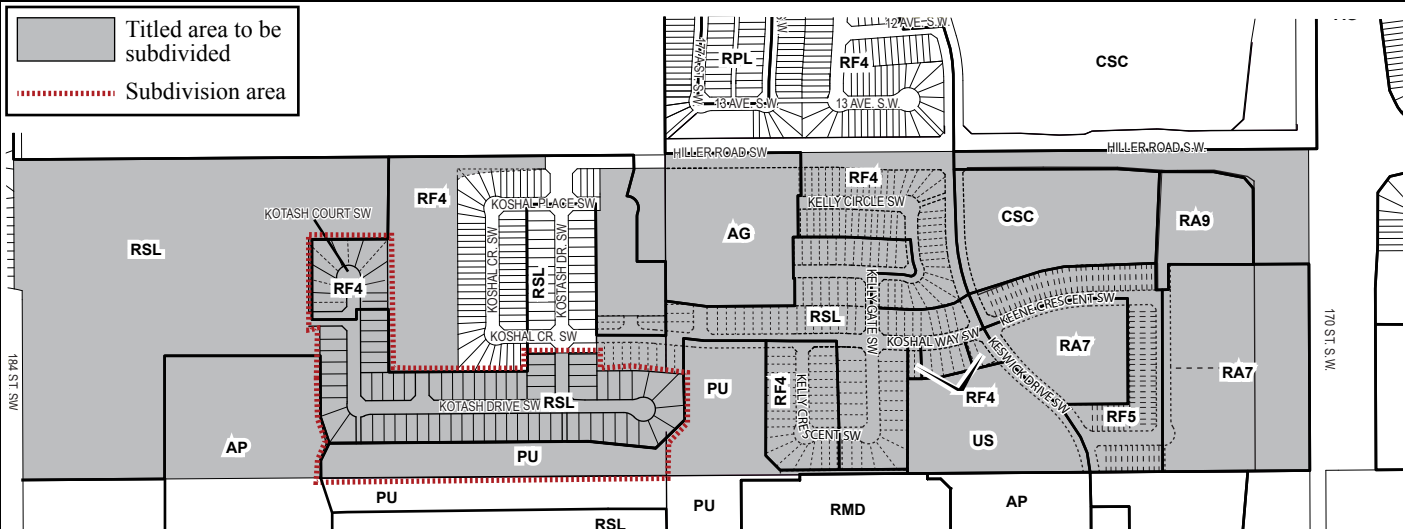 Titled area to be
subdivided
Subdivision area
12 AVE. S.W.
177A ST. S.W.
RPL
RF4
CSC
13 AVE. S.W.
13 AVE. S.W.
HILLER ROAD SW
HILLER ROAD S.W.
RF4
RF4
KOSHAL PLACE SW
KELLY CIRCLE SW
KOTASH COURT SW
CSC
RA9
AG
RSL
KOSHAL CR. SW
RSL
KOSTASH DR. SW
RF4
KELLY GATE SW
KEENE CRESCENT SW
RSL
KOSHAL CR. SW
KOSHAL WAY SW
RA7
170 ST S.W.
184 ST SW
KESWICK DRIVE SW
RA7
PU
RF4
KELLY CRESCENT SW
RF4
KOTASH DRIVE SW
RSL
RF5
AP
US
PU
PU
PU
RMD
AP
RSL